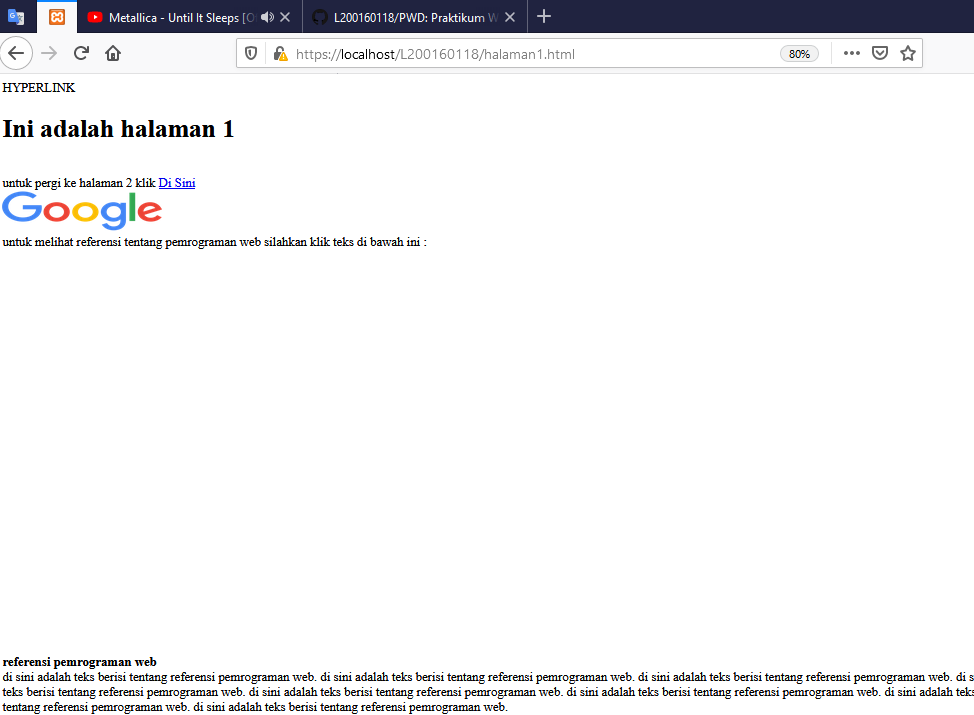 Metallica - Until It Sleeps [O
L200160118/PWD: Praktikum W
https://localhost/L200160118/halaman1.html
80%
HYPERLINK
Ini adalah halaman 1
untuk pergi ke halaman 2 klik Di Sini
Google
untuk melihat referensi tentang pemrograman web silahkan klik teks di bawah ini :
referensi pemrograman web
di sini adalah teks berisi tentang referensi pemrograman web. di sini adalah teks berisi tentang referensi pemrograman web. di sini adalah teks berisi tentang referensi pemrograman web. di s
teks berisi tentang referensi pemrograman web. di sini adalah teks berisi tentang referensi pemrograman web. di sini adalah teks berisi tentang referensi pemrograman web. di sini adalah teks
tentang referensi pemrograman web. di sini adalah teks berisi tentang referensi pemrograman web.